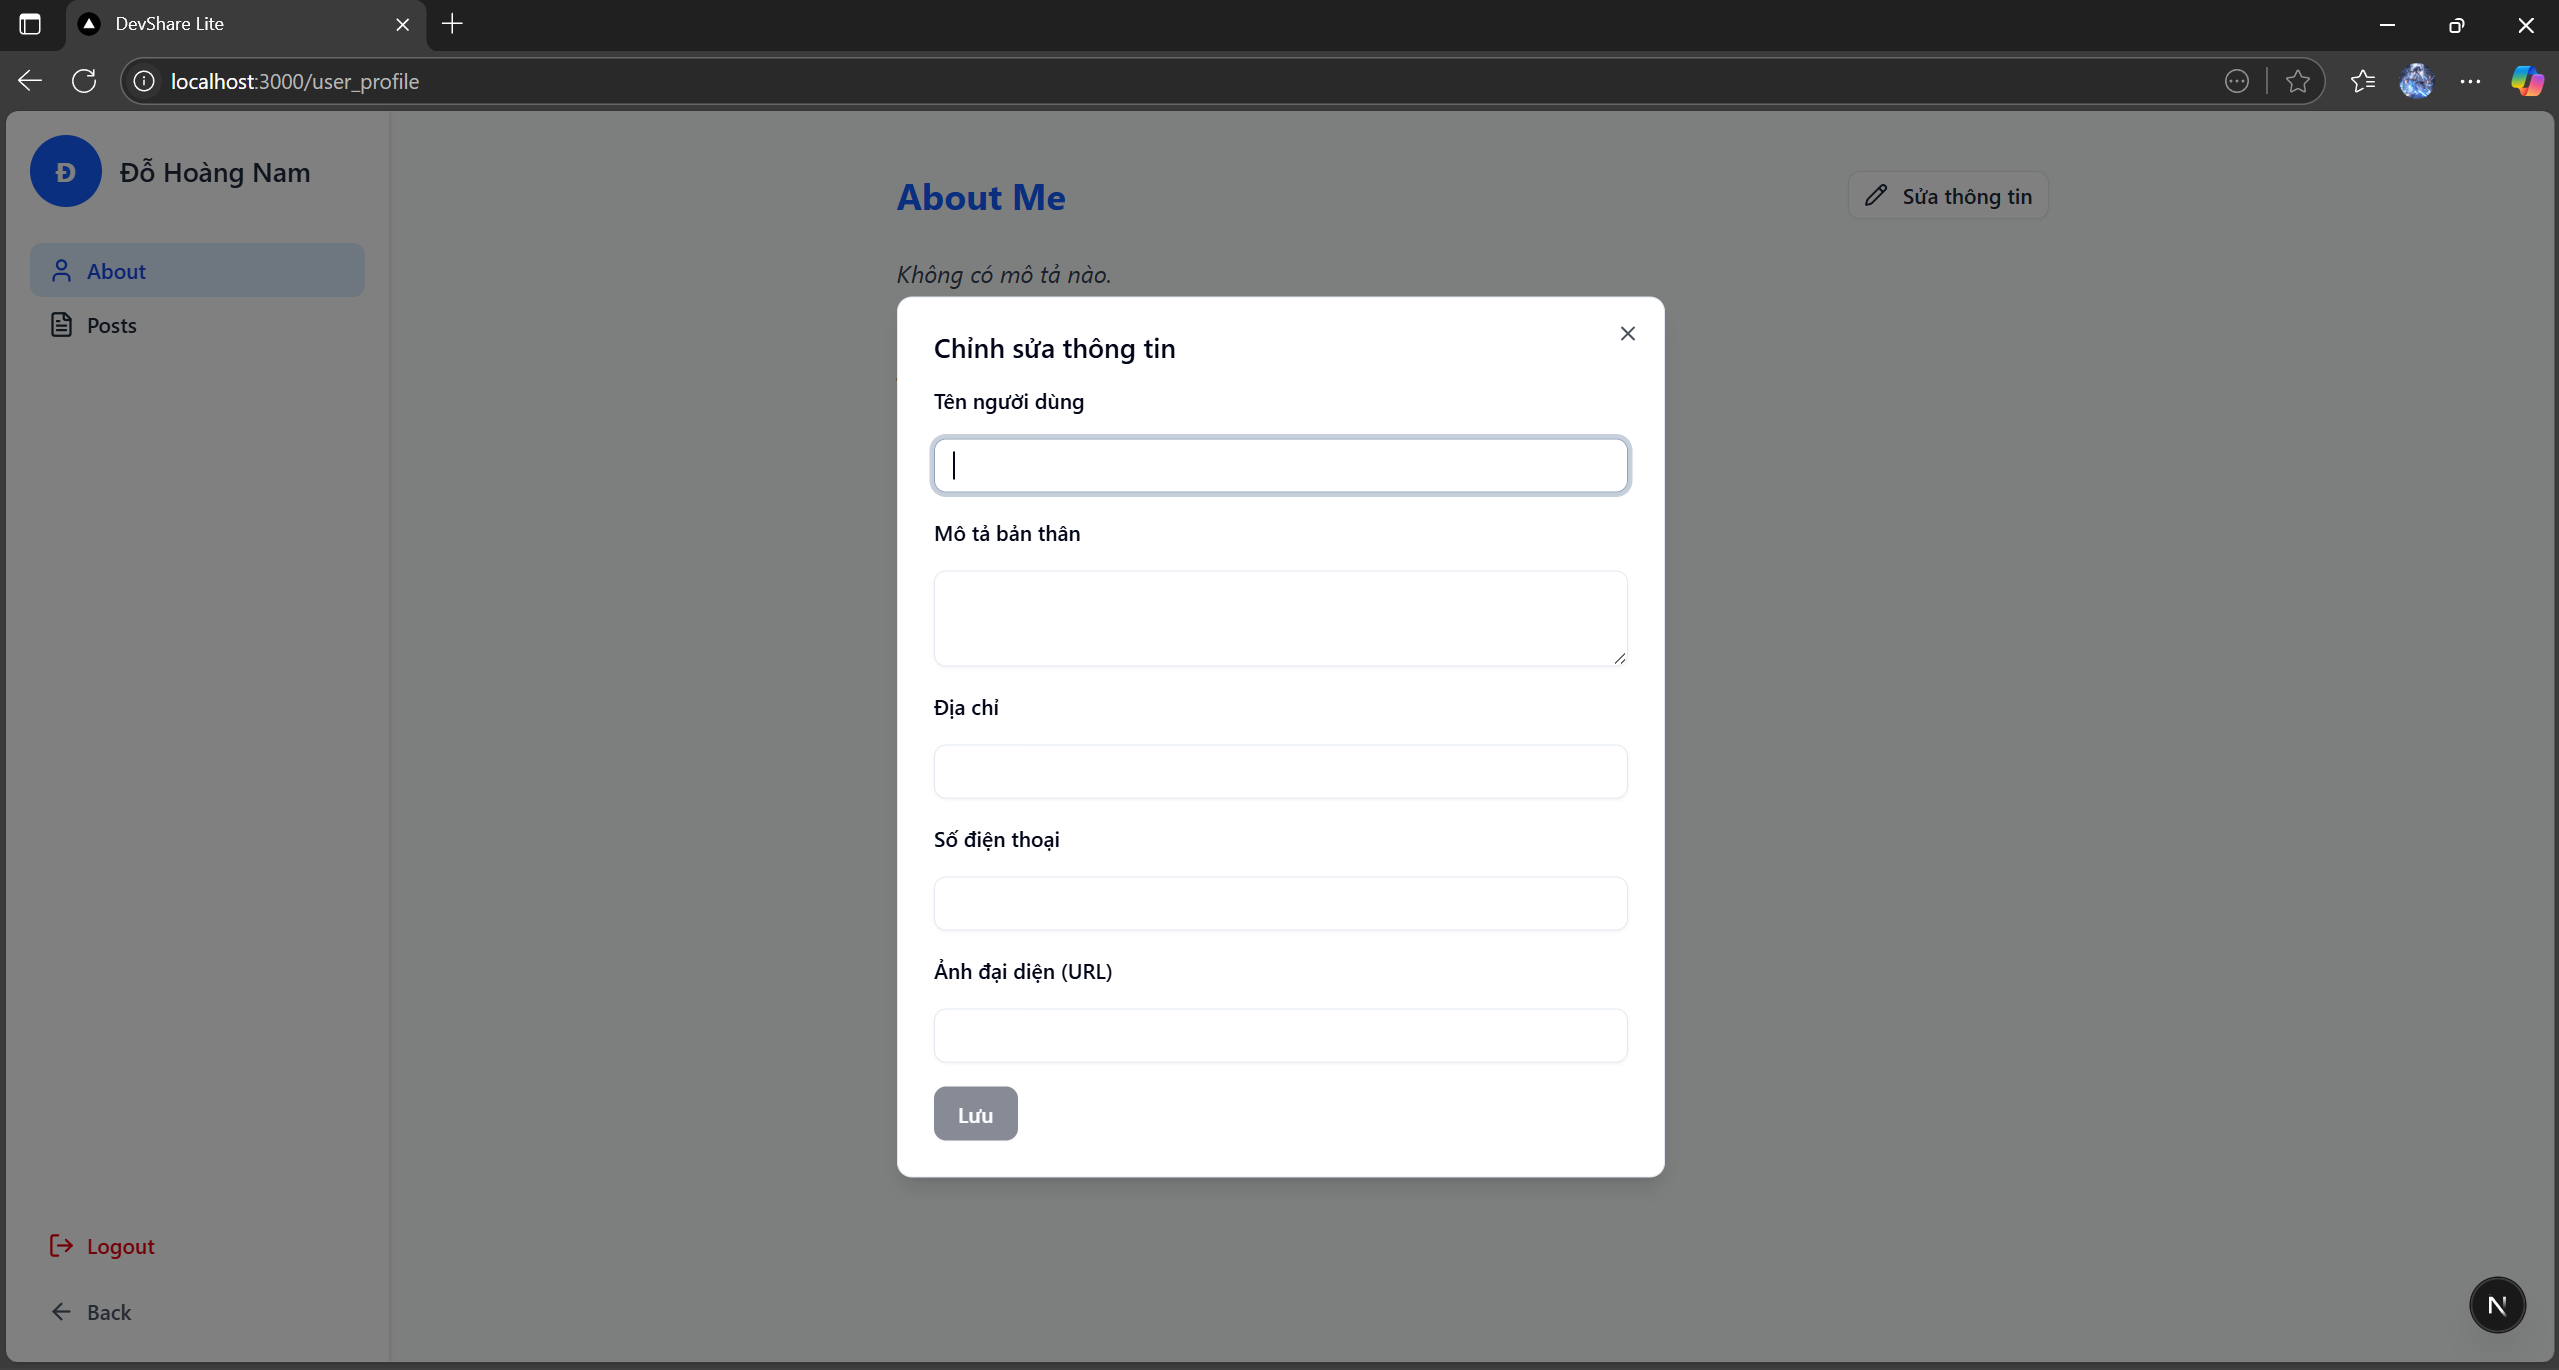 DevShare Lite
localhost:3000/user_profile
Đ
Đỗ Hoàng Nam
About
Posts
About Me
Sửa thông tin
Không có mô tả nào.
Chỉnh sửa thông tin
Tên người dùng
Mô tả bản thân
Địa chỉ
Số điện thoại
Ảnh đại diện (URL)
Lưu
Logout
Back
N